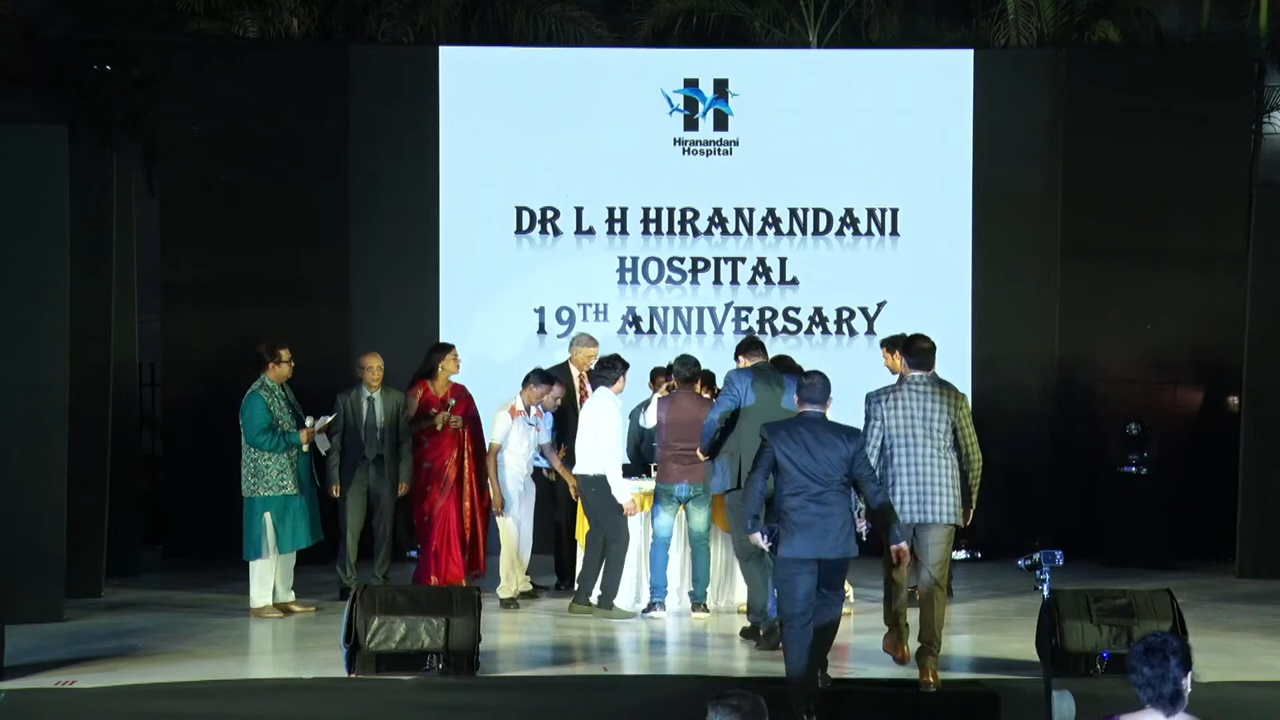 H
Hiranandani
Hospital
DR L H HIRANANDANI
HOSPITAL
19TH ANNIVERSARY